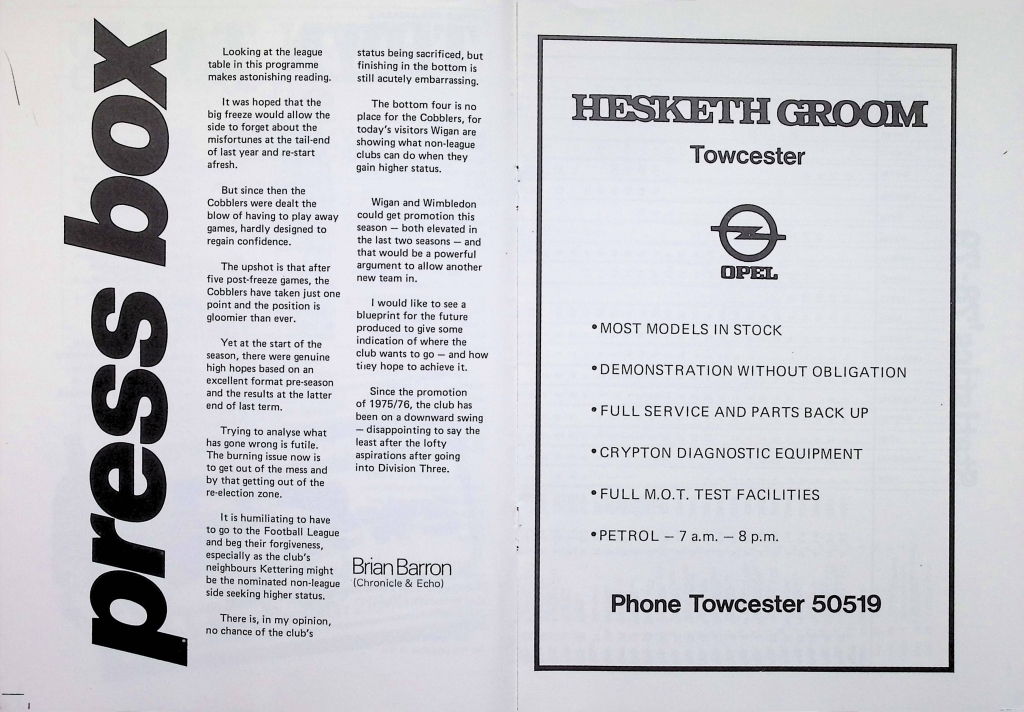 press box
Looking at the league
table in this programme
makes astonishing reading.
It was hoped that the
big freeze would allow the
side to forget about the
misfortunes at the tail-end
of last year and re-start
afresh.
But since then the
Cobblers were dealt the
blow of having to play away
games, hardly designed to
regain confidence.
The upshot is that after
five post-freeze games, the
Cobblers have taken just one
point and the position is
gloomier than ever.
Yet at the start of the
season, there were genuine
high hopes based on an
excellent format pre-season
and the results at the latter
end of last term.
Trying to analyse what
has gone wrong is futile.
The burning issue now is
to get out of the mess and
by that getting out of the
re-election zone.
It is humiliating to have
to go to the Football League
and beg their forgiveness,
especially as the club's
neighbours Kettering might
be the nominated non-league
side seeking higher status.
There is, in my opinion,
no chance of the club's
status being sacrificed, but
finishing in the bottom is
still acutely embarrassing.
The bottom four is no
place for the Cobblers, for
today's visitors Wigan are
showing what non-league
clubs can do when they
gain higher status.
Wigan and Wimbledon
could get promotion this
season — both elevated in
the last two seasons — and
that would be a powerful
argument to allow another
new team in.
I would like to see a
blueprint for the future
produced to give some
indication of where the
club wants to go — and how
they hope to achieve it.
Since the promotion
of 1975/76, the club has
been on a downward swing
— disappointing to say the
least after the lofty
aspirations after going
into Division Three.
Brian Barron
(Chronicle & Echo)
HESKETH GROOM
Towcester
OPEL
•MOST MODELS IN STOCK
•DEMONSTRATION WITHOUT OBLIGATION
•FULL SERVICE AND PARTS BACK UP
•CRYPTON DIAGNOSTIC EQUIPMENT
•FULL M.O.T. TEST FACILITIES
•PETROL — 7 a.m. — 8 p.m.
Phone Towcester 50519